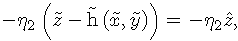 $-\eta_2 \left( \tilde{z} - \tilde{\mathrm{h}} \left( \tilde{x}, \tilde{y} \right) \right) = -\eta_2 \hat{z},$